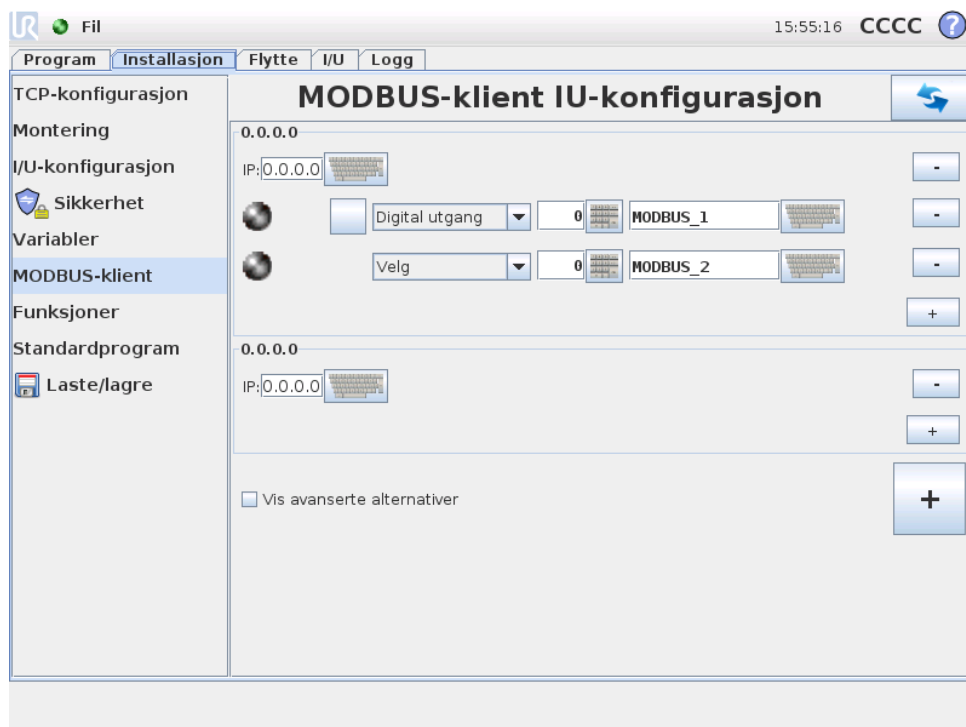 UR Fil 15:55:16 CCCC ?
Program Installasjon Flytte I/U Logg
TCP-konfigurasjon
Montering
I/U-konfigurasjon
Sikkerhet
Variabler
MODBUS-klient
Funksjoner
Standardprogram
Laste/lagre
MODBUS-klient IU-konfigurasjon
0.0.0.0
IP: 0.0.0.0 -
Digital utgang 0 MODBUS_1 -
Velg 0 MODBUS_2 -
+
0.0.0.0
IP: 0.0.0.0 -
+
Vis avanserte alternativer +